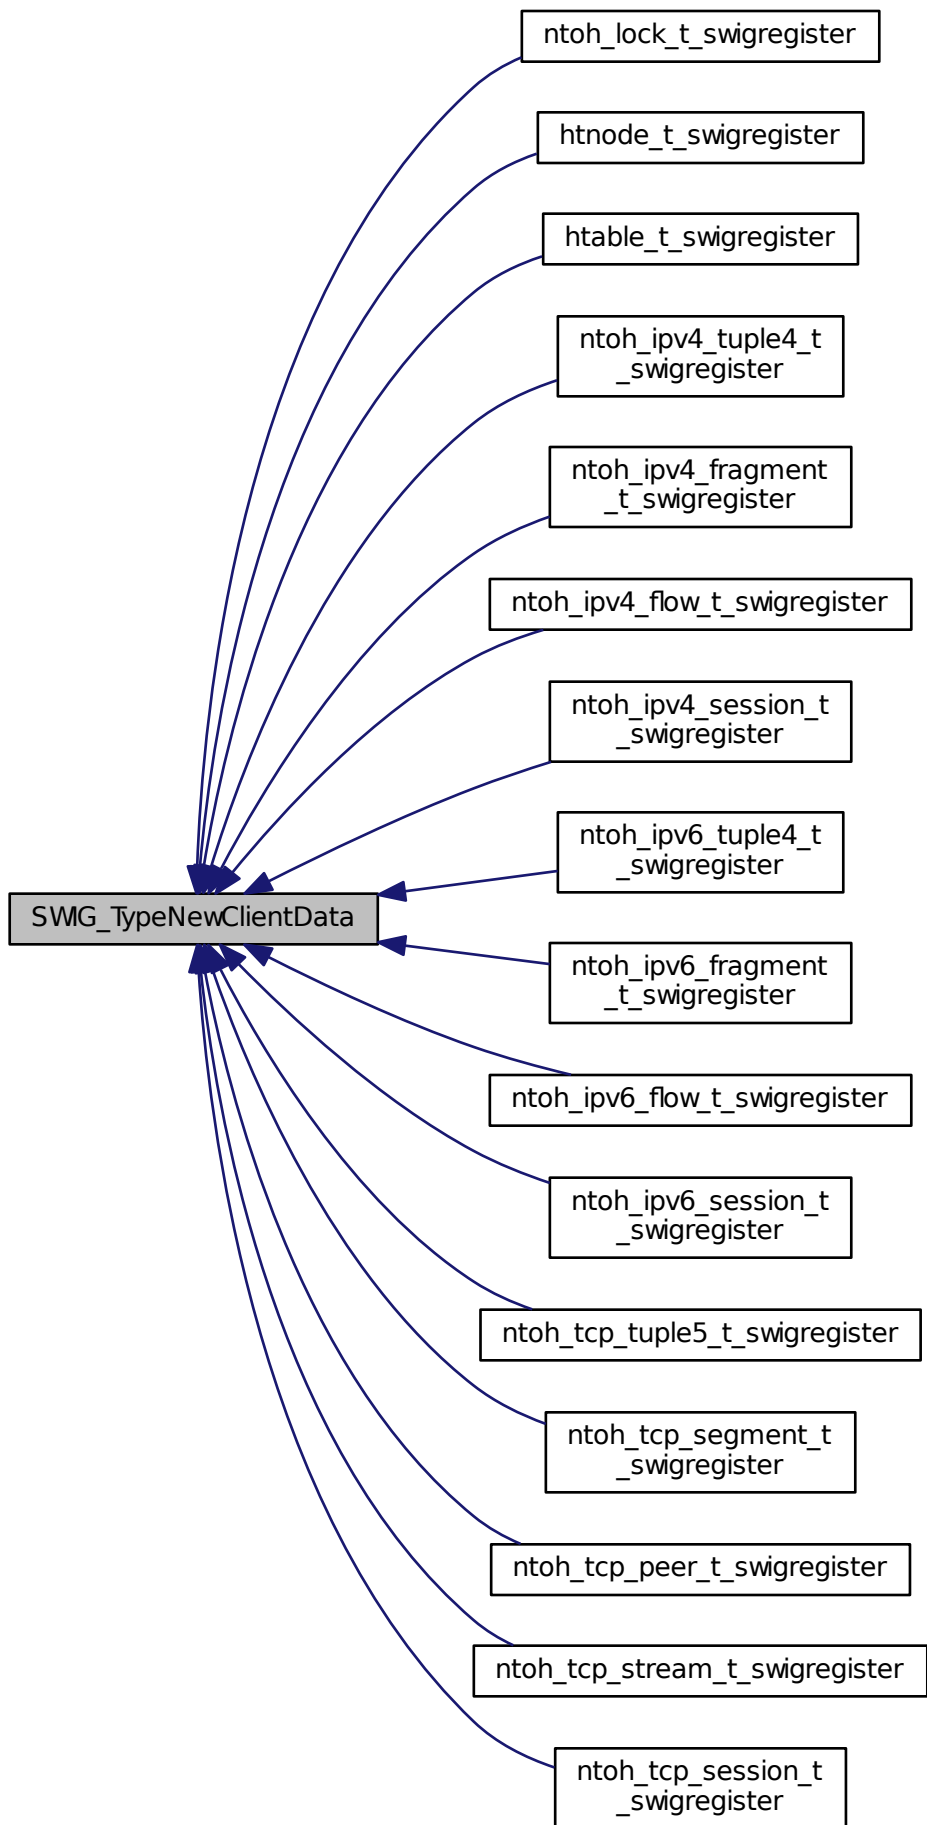 ntoh_lock_t_swigregister
htnode_t_swigregister
htable_t_swigregister
ntoh_ipv4_tuple4_t
_swigregister
ntoh_ipv4_fragment
_t_swigregister
ntoh_ipv4_flow_t_swigregister
ntoh_ipv4_session_t
_swigregister
ntoh_ipv6_tuple4_t
_swigregister
SWIG_TypeNewClientData
ntoh_ipv6_fragment
_t_swigregister
ntoh_ipv6_flow_t_swigregister
ntoh_ipv6_session_t
_swigregister
ntoh_tcp_tuple5_t_swigregister
ntoh_tcp_segment_t
_swigregister
ntoh_tcp_peer_t_swigregister
ntoh_tcp_stream_t_swigregister
ntoh_tcp_session_t
_swigregister